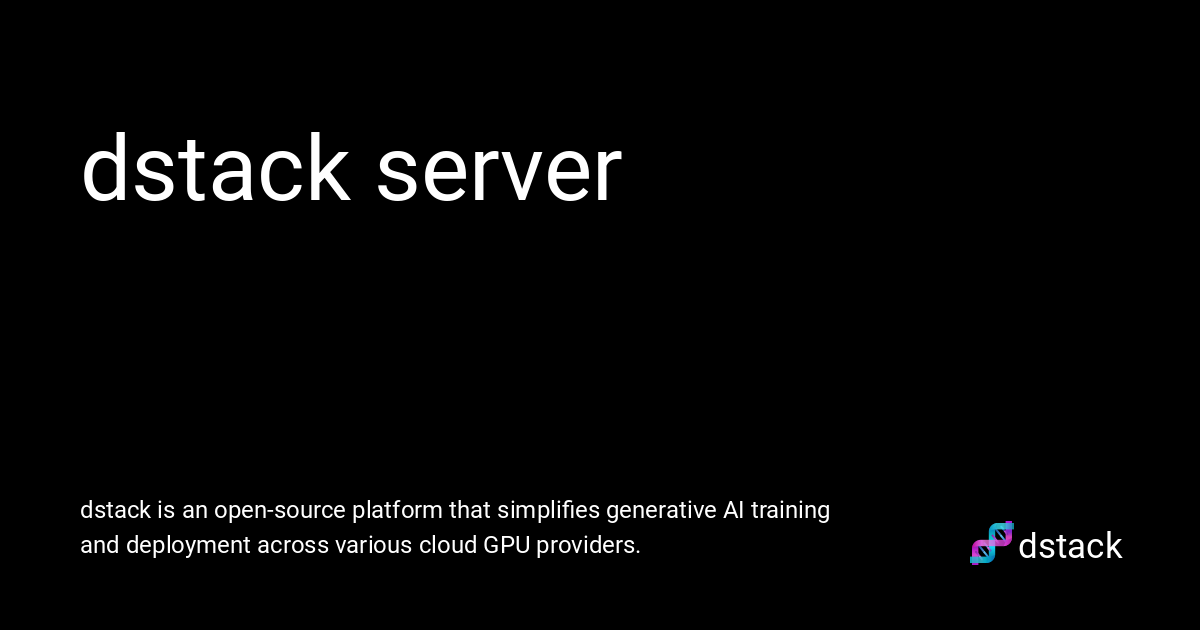 dstack server
dstack is an open-source platform that simplifies generative AI training
and deployment across various cloud GPU providers.
dstack